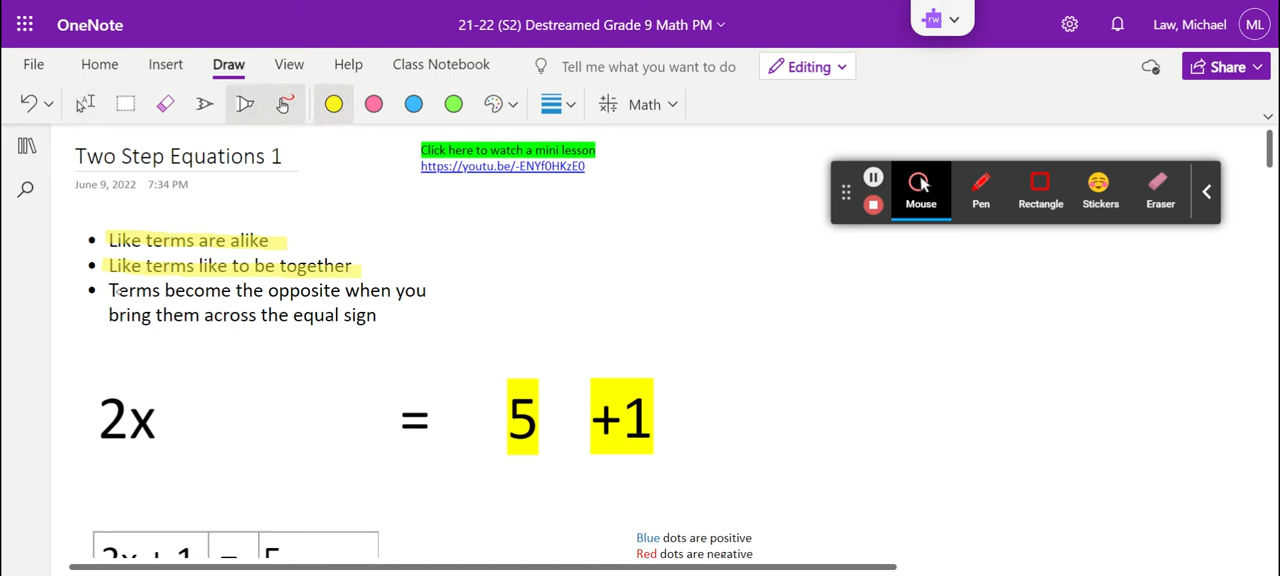 OneNote
21-22 (S2) Destreamed Grade 9 Math PM
rw
Law, Michael
ML
File
Home
Insert
Draw
View
Help
Class Notebook
Tell me what you want to do
Editing
Share
Math
Two Step Equations 1
June 9, 2022 7:34 PM
Click here to watch a mini lesson
https://youtu.be/-ENYf0HKzE0
Mouse
Pen
Rectangle
Stickers
Eraser
• Like terms are alike
• Like terms like to be together
• Terms become the opposite when you
bring them across the equal sign
2x = 5 +1
2x + 1 = 5
Blue dots are positive
Red dots are negative